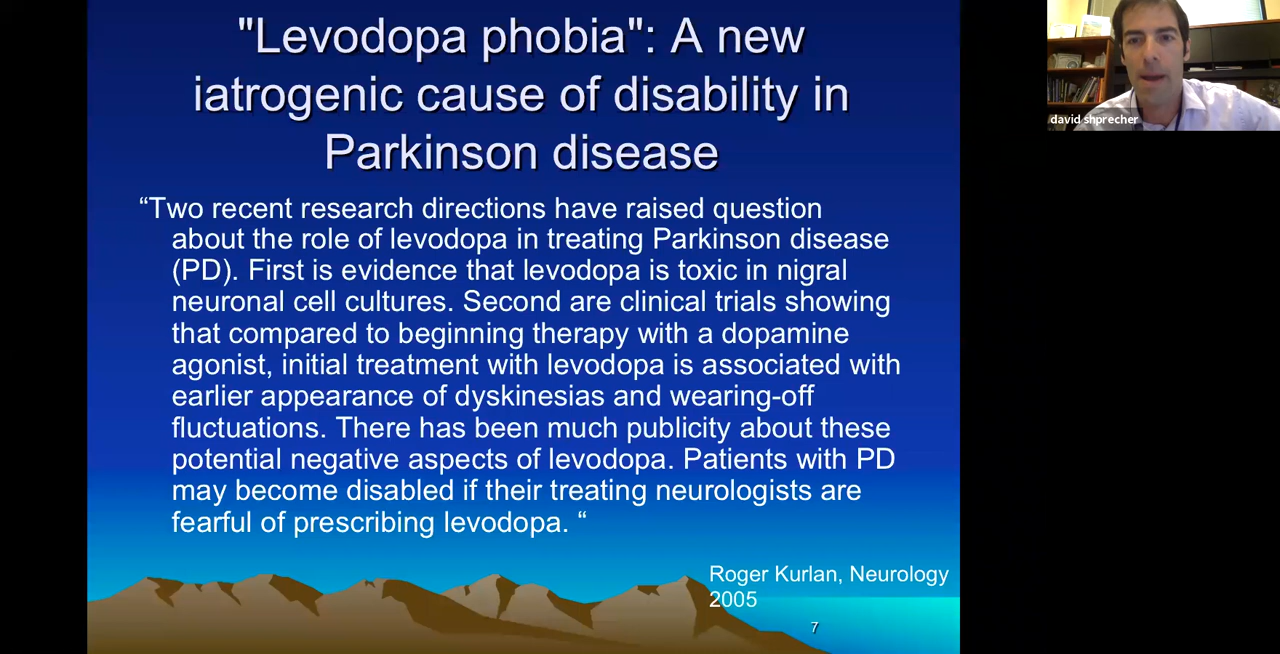 "Levodopa phobia": A new
iatrogenic cause of disability in
Parkinson disease
“Two recent research directions have raised question
about the role of levodopa in treating Parkinson disease
(PD). First is evidence that levodopa is toxic in nigral
neuronal cell cultures. Second are clinical trials showing
that compared to beginning therapy with a dopamine
agonist, initial treatment with levodopa is associated with
earlier appearance of dyskinesias and wearing-off
fluctuations. There has been much publicity about these
potential negative aspects of levodopa. Patients with PD
may become disabled if their treating neurologists are
fearful of prescribing levodopa. “
Roger Kurlan, Neurology
2005
7
david shprecher